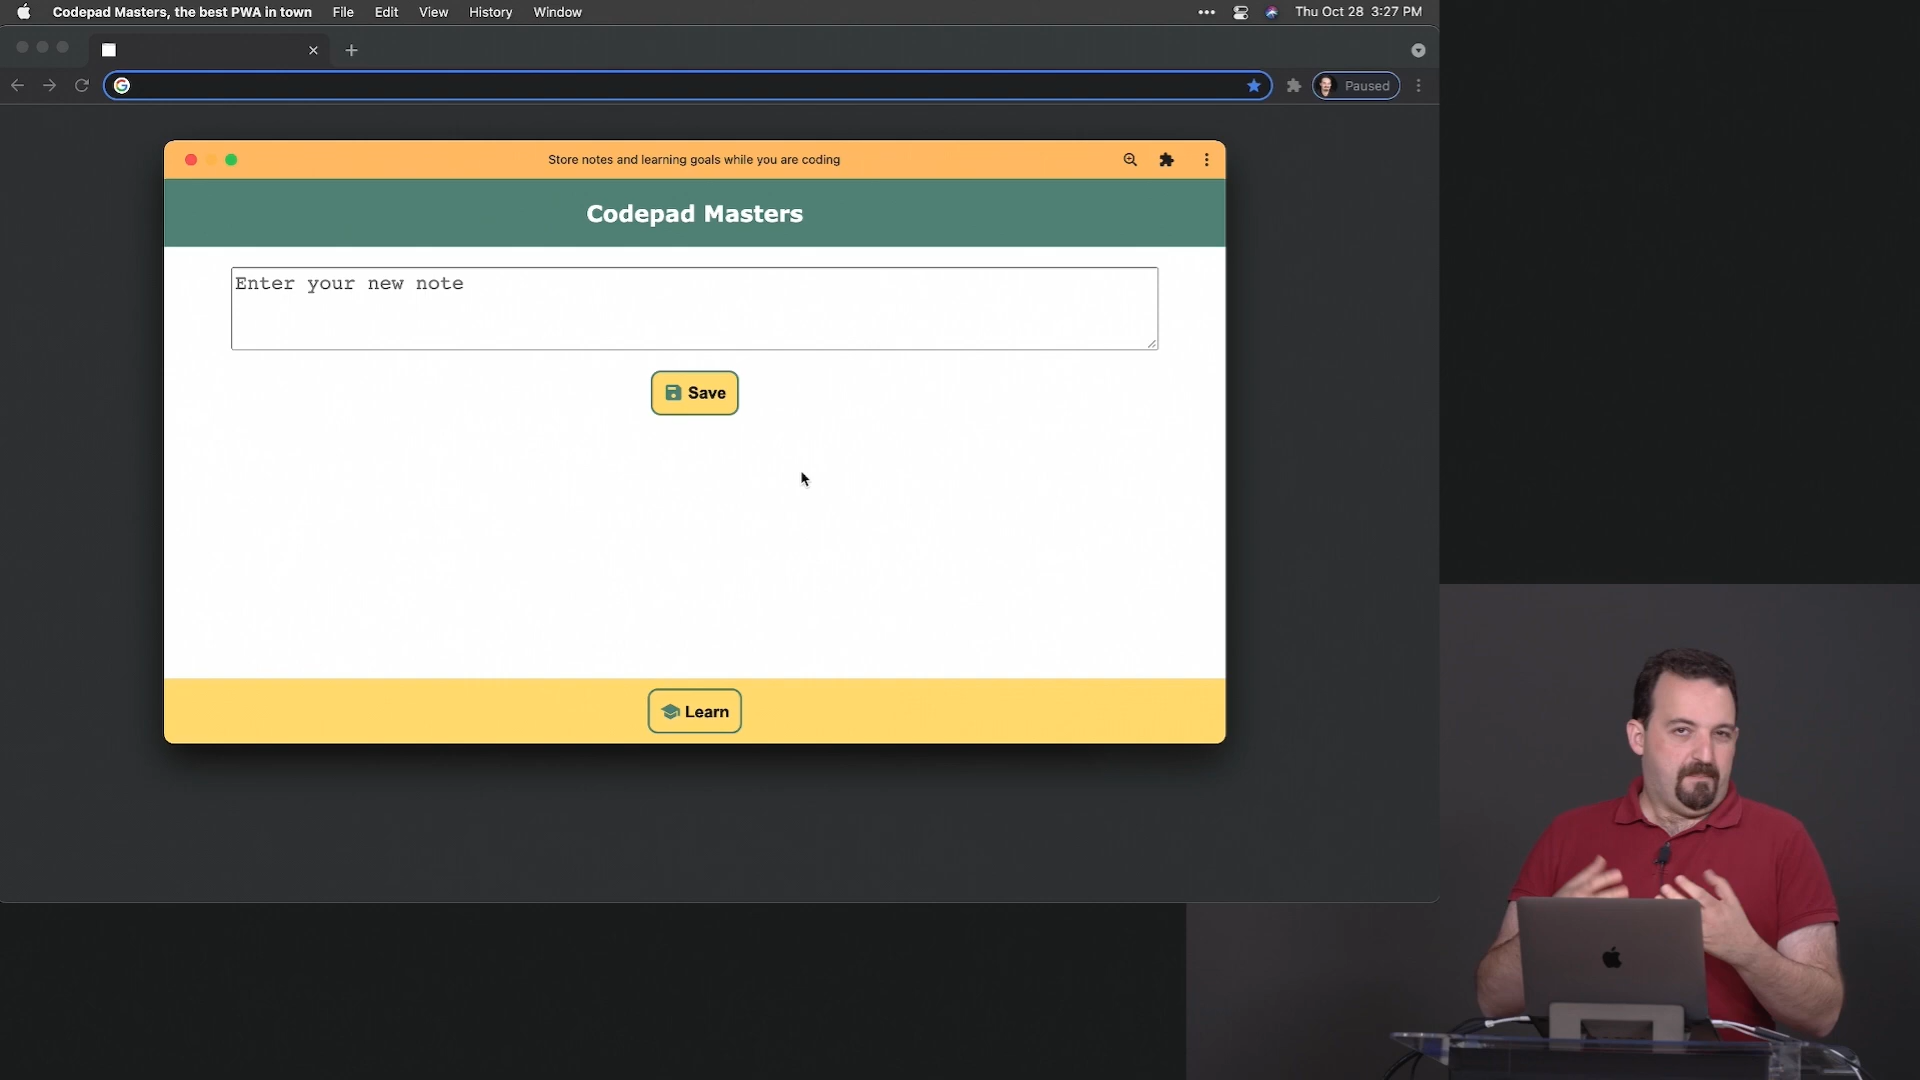 Codepad Masters, the best PWA in town File Edit View History Window Thu Oct 28 3:27 PM
Paused
Store notes and learning goals while you are coding
Codepad Masters
Enter your new note
Save
Learn